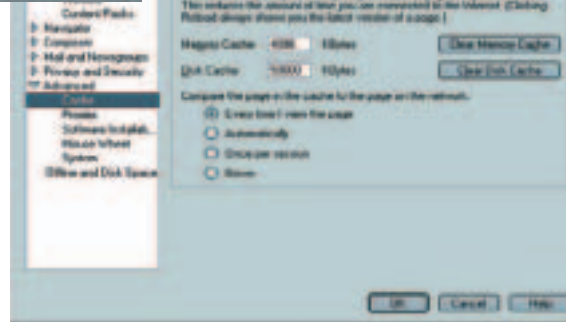 Content Packs
This reduces the amount of time you are connected to the Internet. (Clicking
Reload always shows you the latest version of a page.)
Navigator
Composer
Mail and Newsgroups
Privacy and Security
Advanced
Cache
Proxies
Software Installati...
Mouse Wheel
System
Offline and Disk Space
Memory Cache: 4096 KBytes Clear Memory Cache
Disk Cache: 50000 KBytes Clear Disk Cache
Compare the page in the cache to the page on the network:
Every time I view the page
Automatically
Once per session
Never
OK Cancel Help